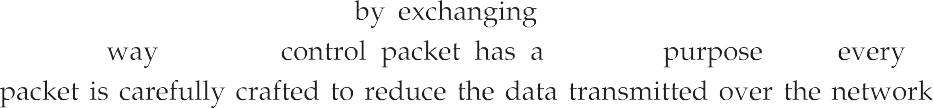 by exchanging
way control packet has a purpose every
packet is carefully crafted to reduce the data transmitted over the network